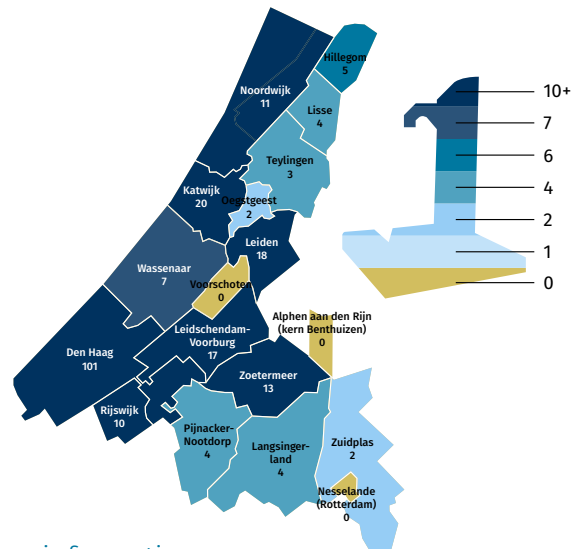 Hillegom
5
Noordwijk
11
Lisse
4
Teylingen
3
Katwijk
20
Oegstgeest
2
Leiden
18
Wassenaar
7
Voorschoten
0
Alphen aan den Rijn
(kern Benthuizen)
0
Leidschendam-
Voorburg
17
Den Haag
101
Zoetermeer
13
Rijswijk
10
Pijnacker-
Nootdorp
4
Langsinger-
land
4
Zuidplas
2
Nesselande
(Rotterdam)
0
10+
7
6
4
2
1
0